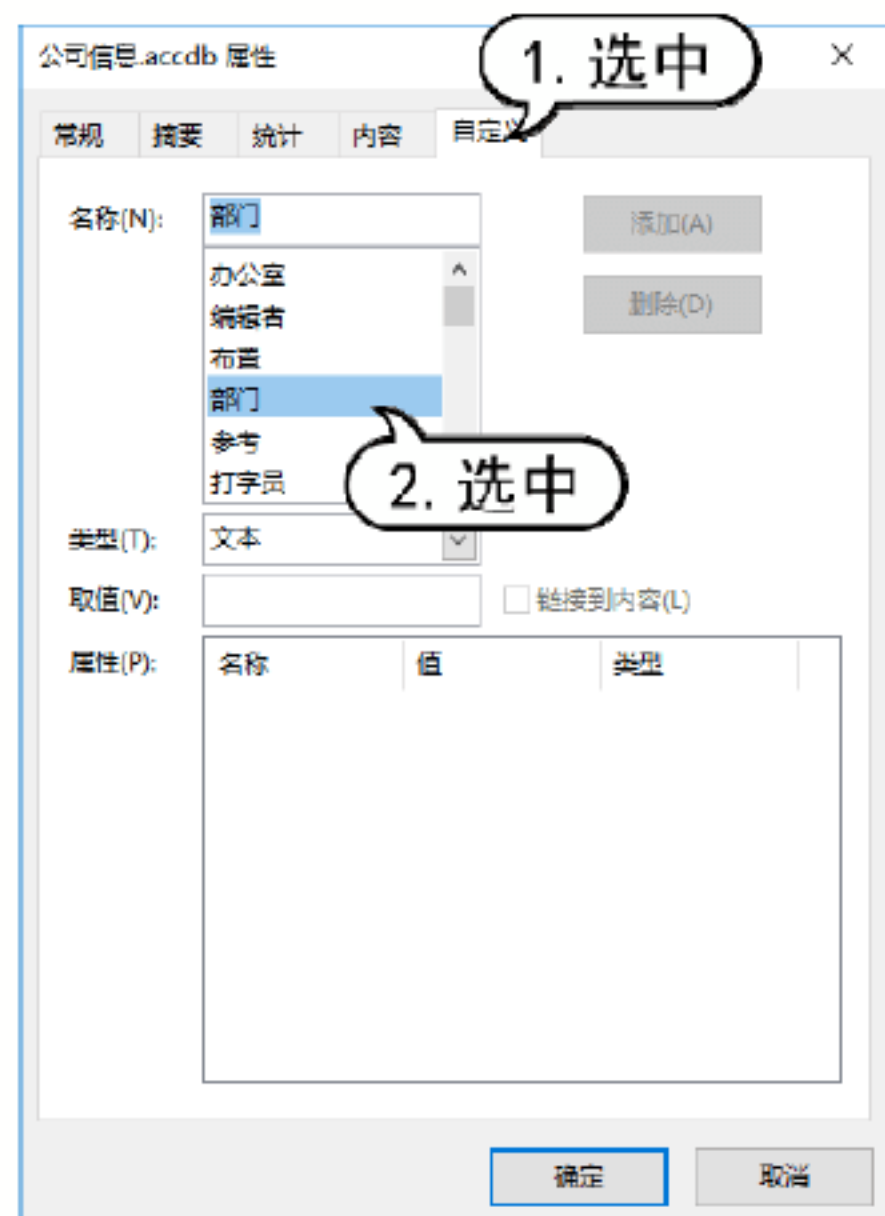 公司信息.accdb 属性
1. 选中
常规 摘要 统计 内容 自定义
名称(N): 部门 添加(A)
办公室
编辑者
布置
部门
参考
打字员
删除(D)
2. 选中
类型(T): 文本
取值(V): 链接到内容(L)
属性(P): 名称 值 类型
确定 取消